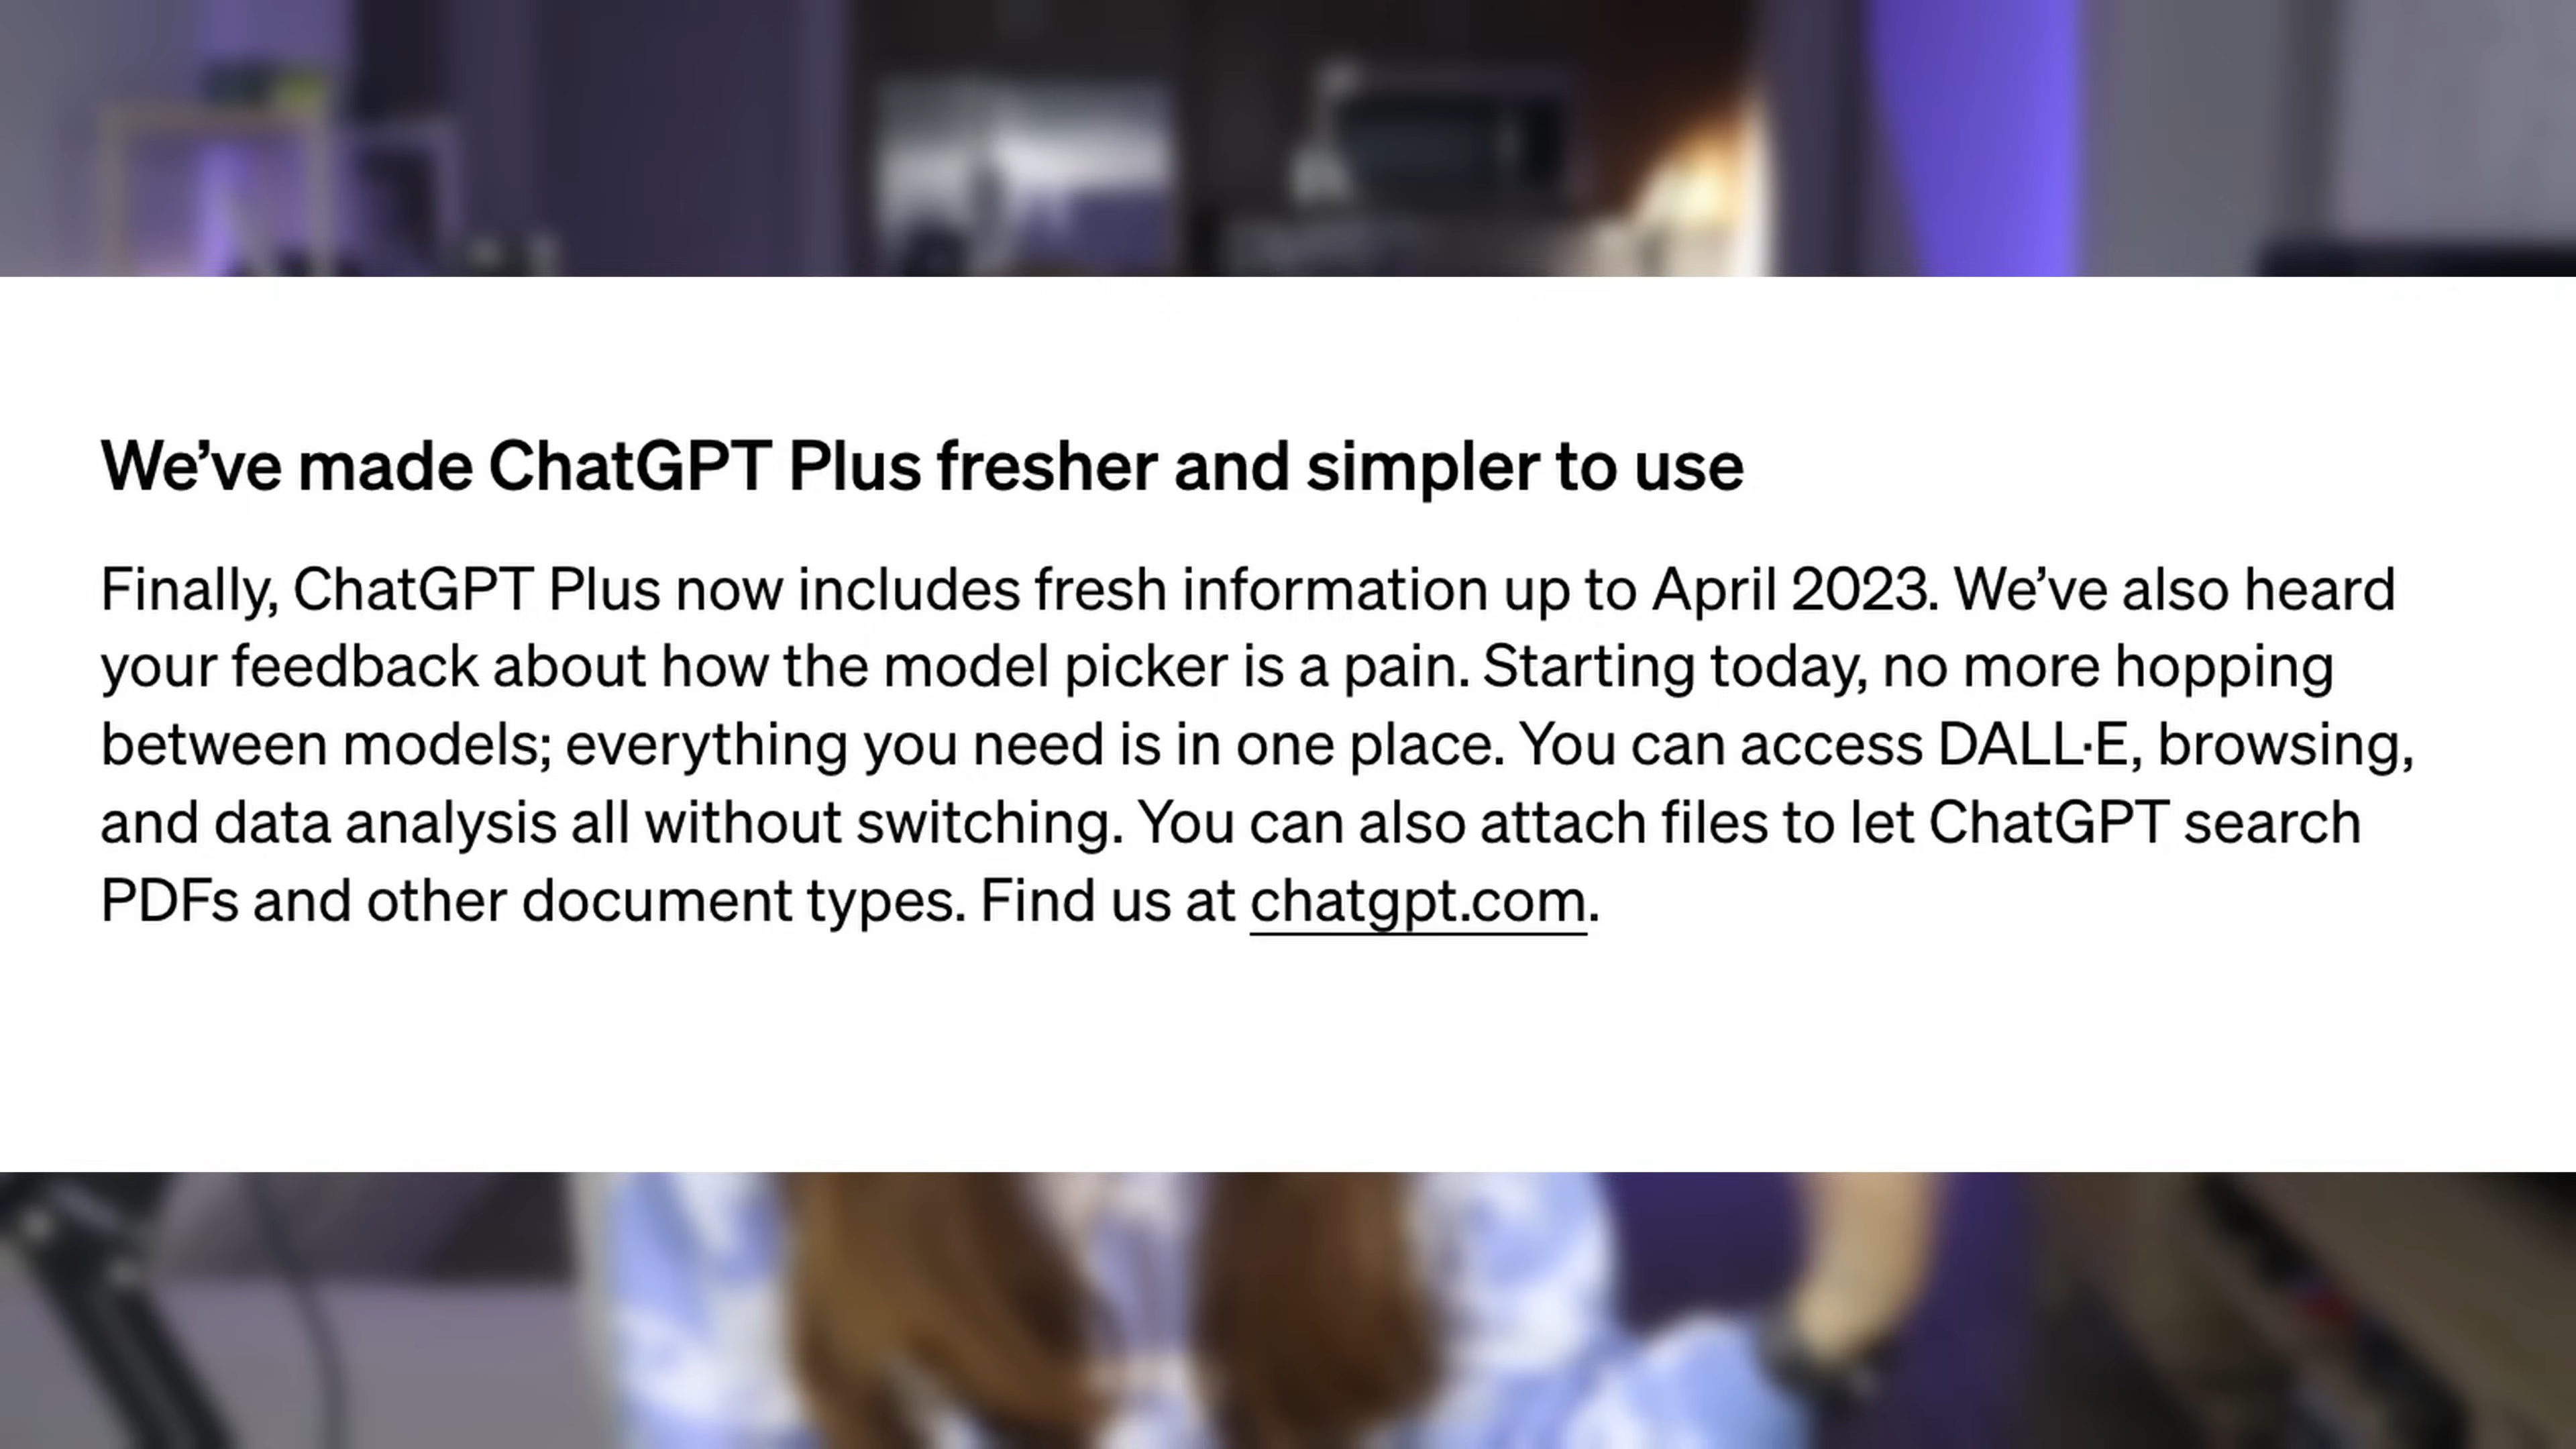 We’ve made ChatGPT Plus fresher and simpler to use
Finally, ChatGPT Plus now includes fresh information up to April 2023. We’ve also heard
your feedback about how the model picker is a pain. Starting today, no more hopping
between models; everything you need is in one place. You can access DALL·E, browsing,
and data analysis all without switching. You can also attach files to let ChatGPT search
PDFs and other document types. Find us at chatgpt.com.